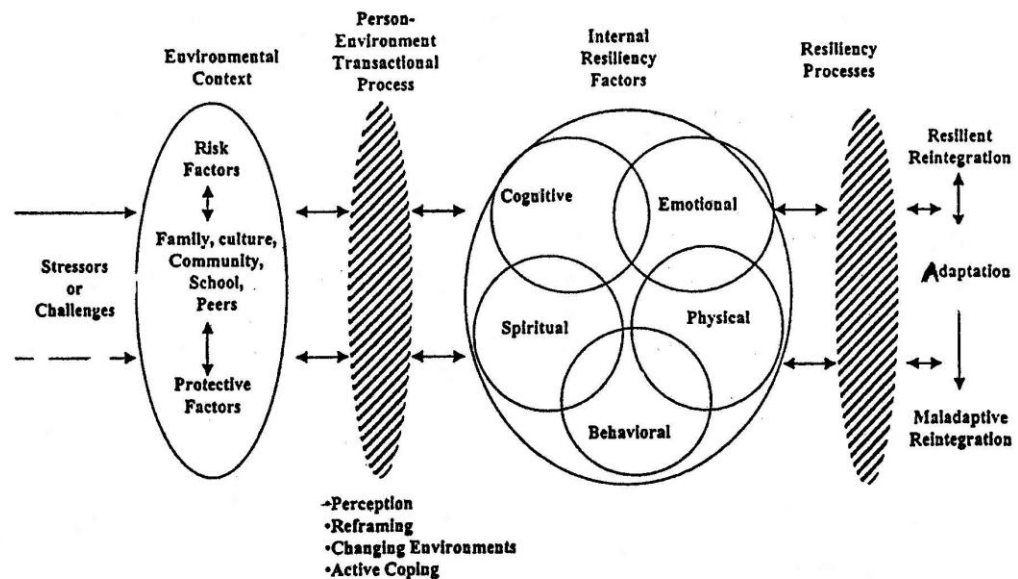 Environmental
Context
Person-
Environment
Transactional
Process
Internal
Resiliency
Factors
Resiliency
Processes
Stressors
or
Challenges
Risk
Factors
Family, culture,
Community,
School,
Peers
Protective
Factors
Cognitive
Emotional
Spiritual
Physical
Behavioral
Resilient
Reintegration
Adaptation
Maladaptive
Reintegration
•Perception
•Reframing
•Changing Environments
•Active Coping